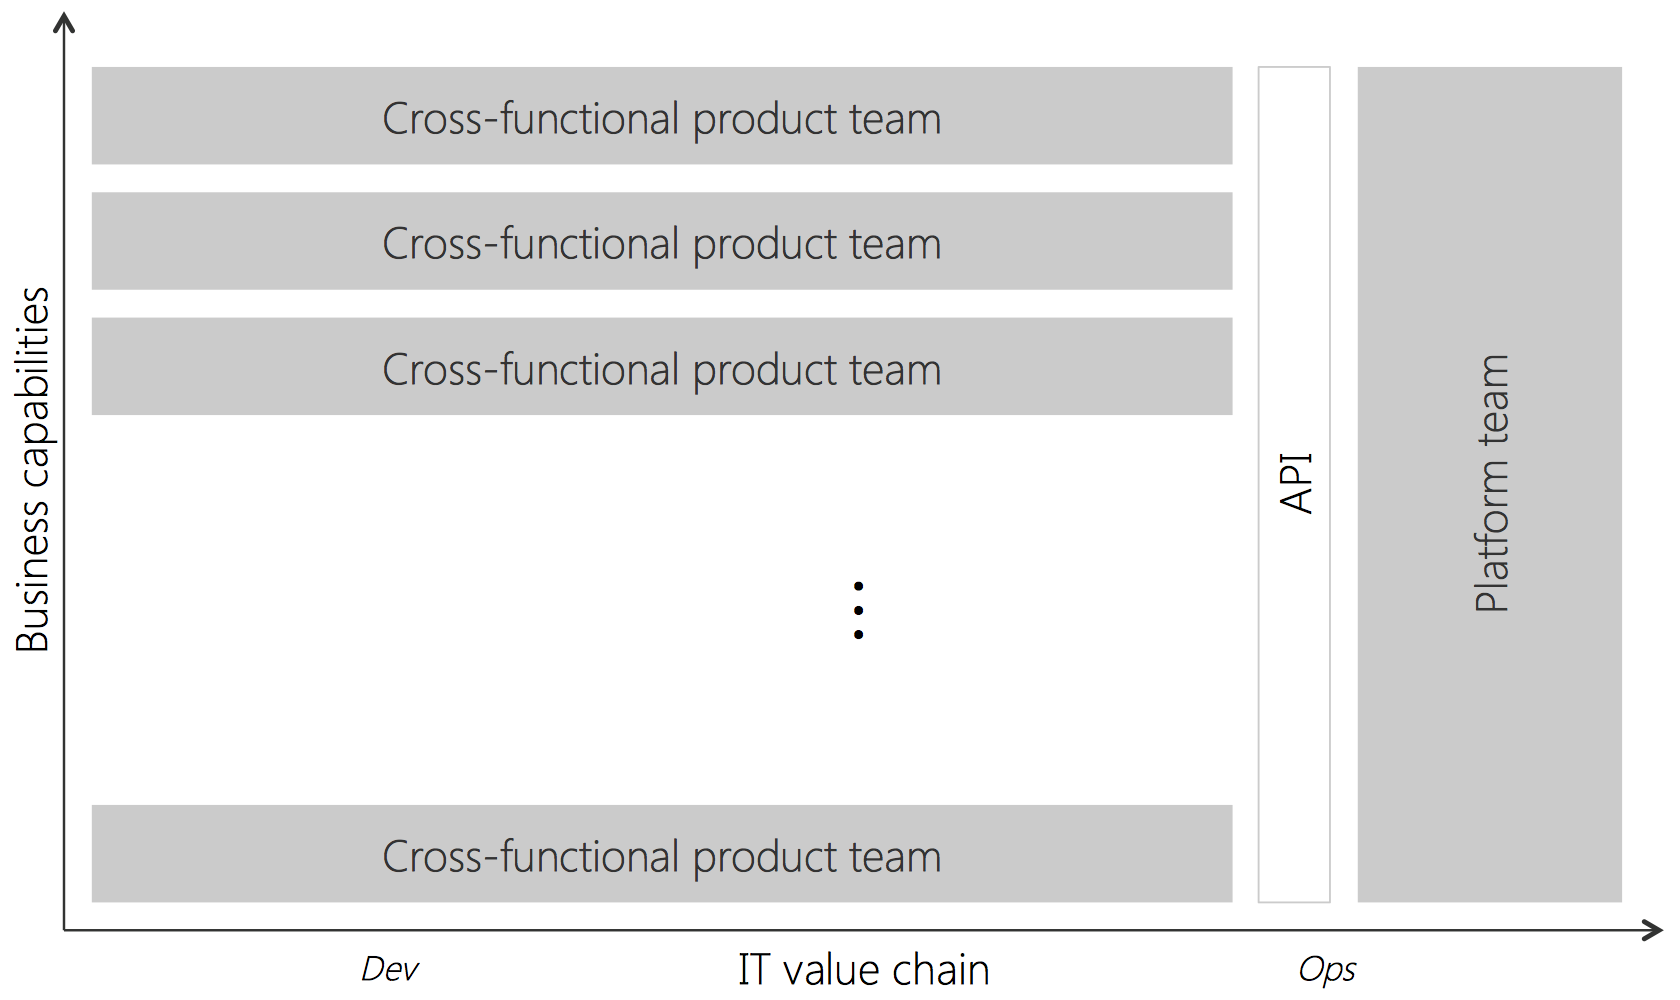 Business capabilities
Cross-functional product team
Cross-functional product team
Cross-functional product team
Cross-functional product team
API
Platform team
Dev
IT value chain
Ops